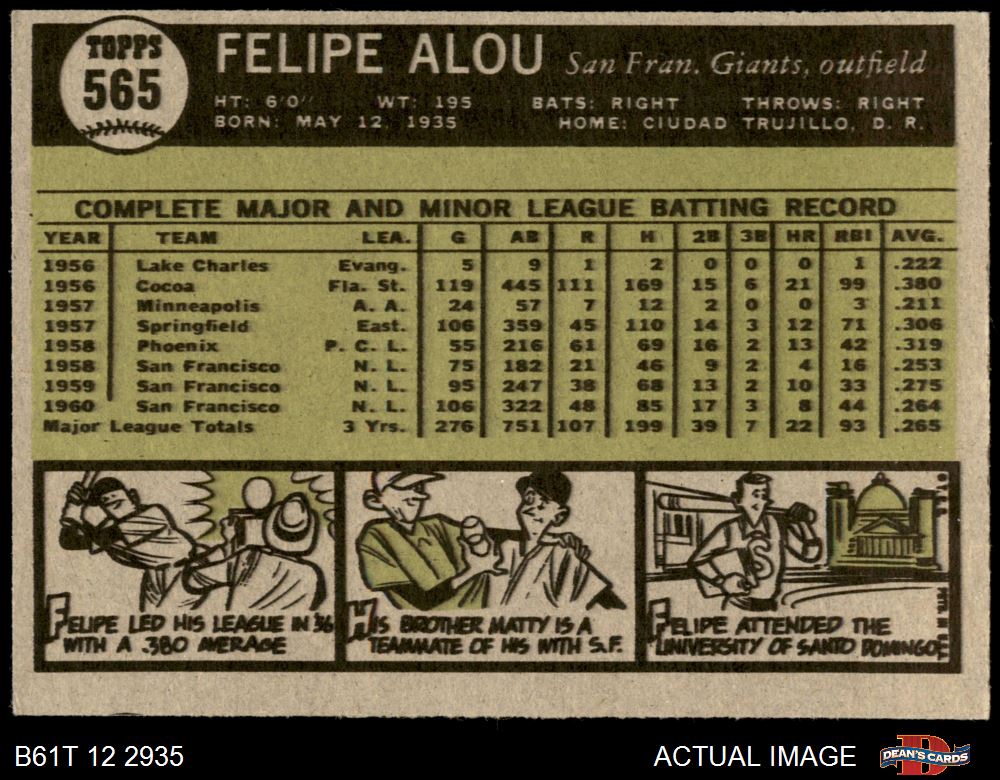 TOPPS
565
FELIPE ALOU San Fran. Giants, outfield
HT: 6'0" WT: 195 BATS: RIGHT THROWS: RIGHT
BORN: MAY 12, 1935 HOME: CIUDAD TRUJILLO, D. R.
COMPLETE MAJOR AND MINOR LEAGUE BATTING RECORD
YEAR TEAM LEA. G AB R H 2B 3B HR RBI AVG.
1956 Lake Charles Evang. 5 9 1 2 0 0 0 1 .222
1956 Cocoa Fla. St. 119 445 111 169 15 6 21 99 .380
1957 Minneapolis A. A. 24 57 7 12 2 0 0 3 .211
1957 Springfield East. 106 359 45 110 14 3 12 71 .306
1958 Phoenix P. C. L. 55 216 61 69 16 2 13 42 .319
1958 San Francisco N. L. 75 182 21 46 9 2 4 16 .253
1959 San Francisco N. L. 95 247 38 68 13 2 10 33 .275
1960 San Francisco N. L. 106 322 48 85 17 3 8 44 .264
Major League Totals 3 Yrs. 276 751 107 199 39 7 22 93 .265
FELIPE LED HIS LEAGUE IN '56
WITH A .380 AVERAGE
HIS BROTHER MATTY IS A
TEAMMATE OF HIS WITH S.F.
S
FELIPE ATTENDED THE
UNIVERSITY OF SANTO DOMINGO
© T.C.G. PRTD. IN U.S.A.
B61T 12 2935
ACTUAL IMAGE
DEAN'S CARDS